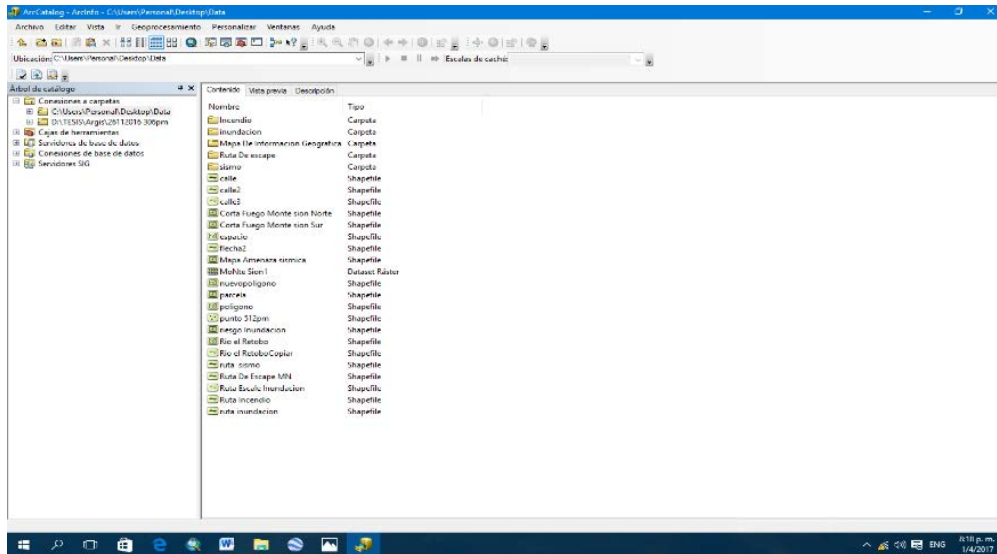 ArcCatalog - ArcInfo - C:\Users\Personal\Desktop\Data
Archivo Editar Vista Ir Geoprocesamiento Personalizar Ventanas Ayuda
Ubicación: C:\Users\Personal\Desktop\Data
Escalas de caché:
Árbol de catálogo
Conexiones a carpetas
C:\Users\Personal\Desktop\Data
D:\TESIS\Argis\26112016 306pm
Cajas de herramientas
Servidores de base de datos
Conexiones de base de datos
Servidores SIG
Contenido Vista previa Descripción
Nombre Tipo
Incendio Carpeta
inundacion Carpeta
Mapa De Informacion Geografica Carpeta
Ruta De escape Carpeta
sismo Carpeta
calle Shapefile
calle2 Shapefile
calle3 Shapefile
Corta Fuego Monte sion Norte Shapefile
Corta Fuego Monte sion Sur Shapefile
espacio Shapefile
flecha2 Shapefile
Mapa Amenaza sismica Shapefile
MoNte Sion1 Dataset Ráster
nuevopoligono Shapefile
parcela Shapefile
poligono Shapefile
punto 512pm Shapefile
riesgo Inundacion Shapefile
Rio el Retobo Shapefile
Rio el RetoboCopiar Shapefile
ruta sismo Shapefile
Ruta De Escape MN Shapefile
Ruta Escale Inundacion Shapefile
Ruta Incendio Shapefile
ruta inundacion Shapefile
ENG
8:18 p. m.
1/4/2017